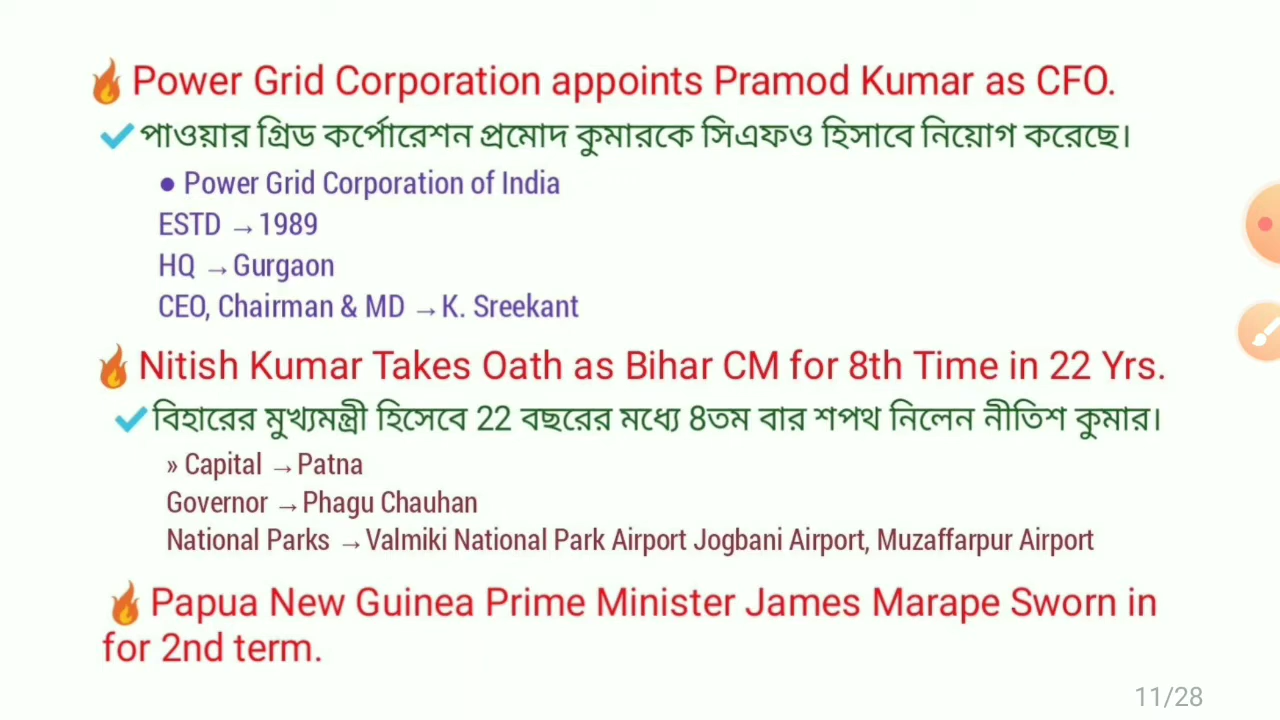 🔥Power Grid Corporation appoints Pramod Kumar as CFO.
✔পাওয়ার গ্রিড কর্পোরেশন প্রমোদ কুমারকে সিএফও হিসাবে নিয়োগ করেছে।
● Power Grid Corporation of India
ESTD →1989
HQ →Gurgaon
CEO, Chairman & MD →K. Sreekant
🔥Nitish Kumar Takes Oath as Bihar CM for 8th Time in 22 Yrs.
✔বিহারের মুখ্যমন্ত্রী হিসেবে 22 বছরের মধ্যে 8তম বার শপথ নিলেন নীতিশ কুমার।
» Capital →Patna
Governor →Phagu Chauhan
National Parks →Valmiki National Park Airport Jogbani Airport, Muzaffarpur Airport
🔥Papua New Guinea Prime Minister James Marape Sworn in
for 2nd term.
11/28